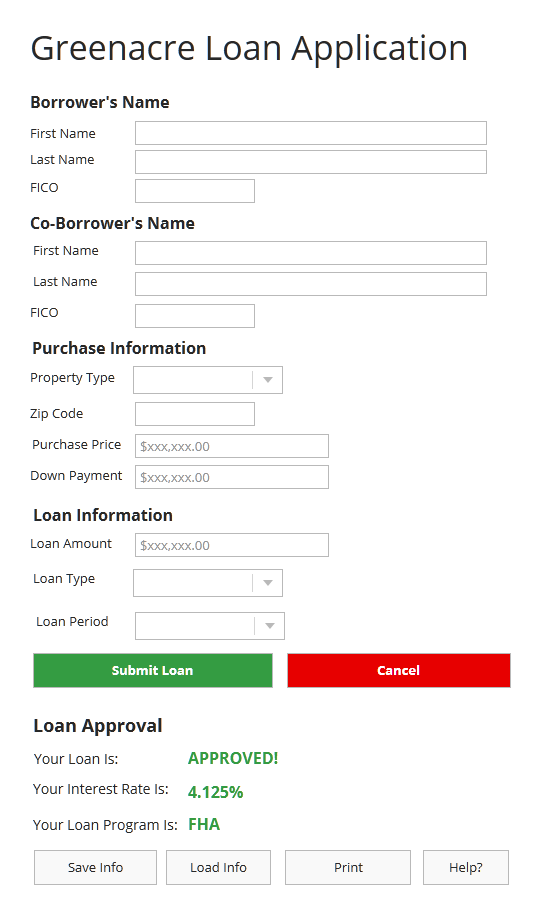 Greenacre Loan Application
Borrower's Name
First Name
Last Name
FICO
Co-Borrower's Name
First Name
Last Name
FICO
Purchase Information
Property Type
Zip Code
Purchase Price $xxx,xxx.00
Down Payment $xxx,xxx.00
Loan Information
Loan Amount $xxx,xxx.00
Loan Type
Loan Period
Submit Loan Cancel
Loan Approval
Your Loan Is: APPROVED!
Your Interest Rate Is: 4.125%
Your Loan Program Is: FHA
Save Info Load Info Print Help?